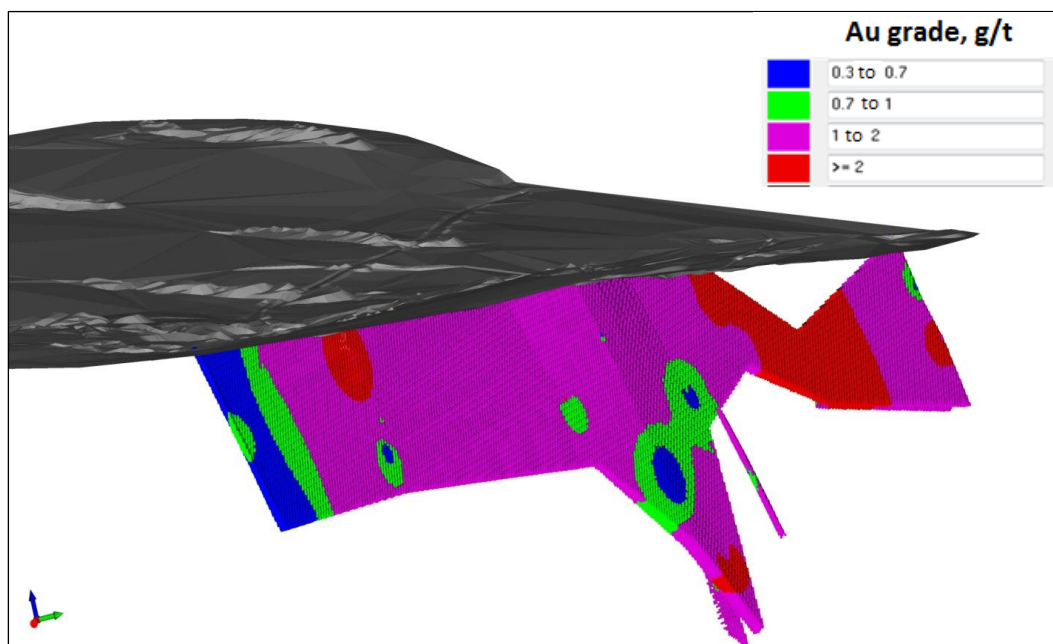 Au grade, g/t
0.3 to 0.7
0.7 to 1
1 to 2
>= 2